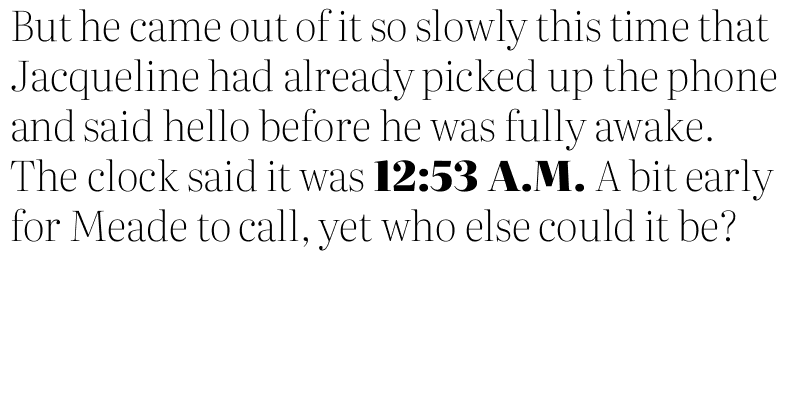 But he came out of it so slowly this time that
Jacqueline had already picked up the phone
and said hello before he was fully awake.
The clock said it was 12:53 A.M. A bit early
for Meade to call, yet who else could it be?